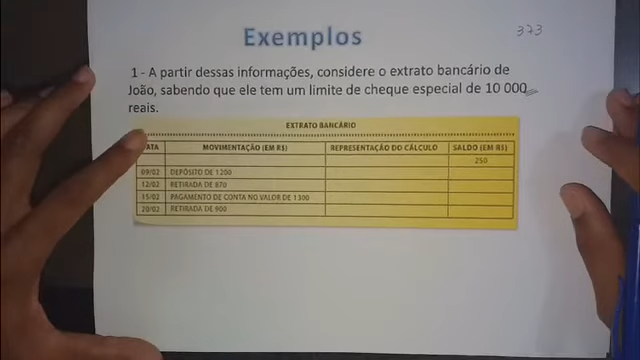 373
Exemplos
1 - A partir dessas informações, considere o extrato bancário de
João, sabendo que ele tem um limite de cheque especial de 10 000
reais.
EXTRATO BANCÁRIO
MOVIMENTAÇÃO (EM R$) REPRESENTAÇÃO DO CÁLCULO SALDO (EM R$)
250
09/02 DEPÓSITO DE 1200
12/02 RETIRADA DE 870
15/02 PAGAMENTO DE CONTA NO VALOR DE 1300
20/02 RETIRADA DE 900